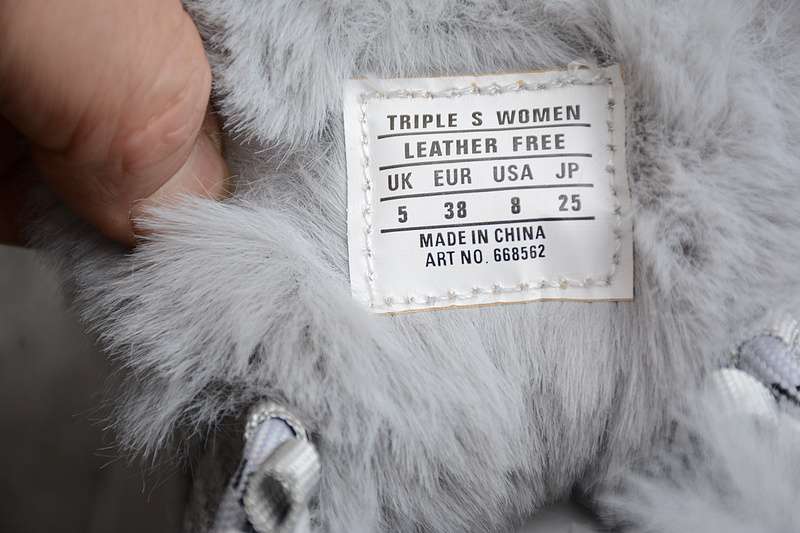 TRIPLE S WOMEN
LEATHER FREE
UK EUR USA JP
5 38 8 25
MADE IN CHINA
ART NO. 668562